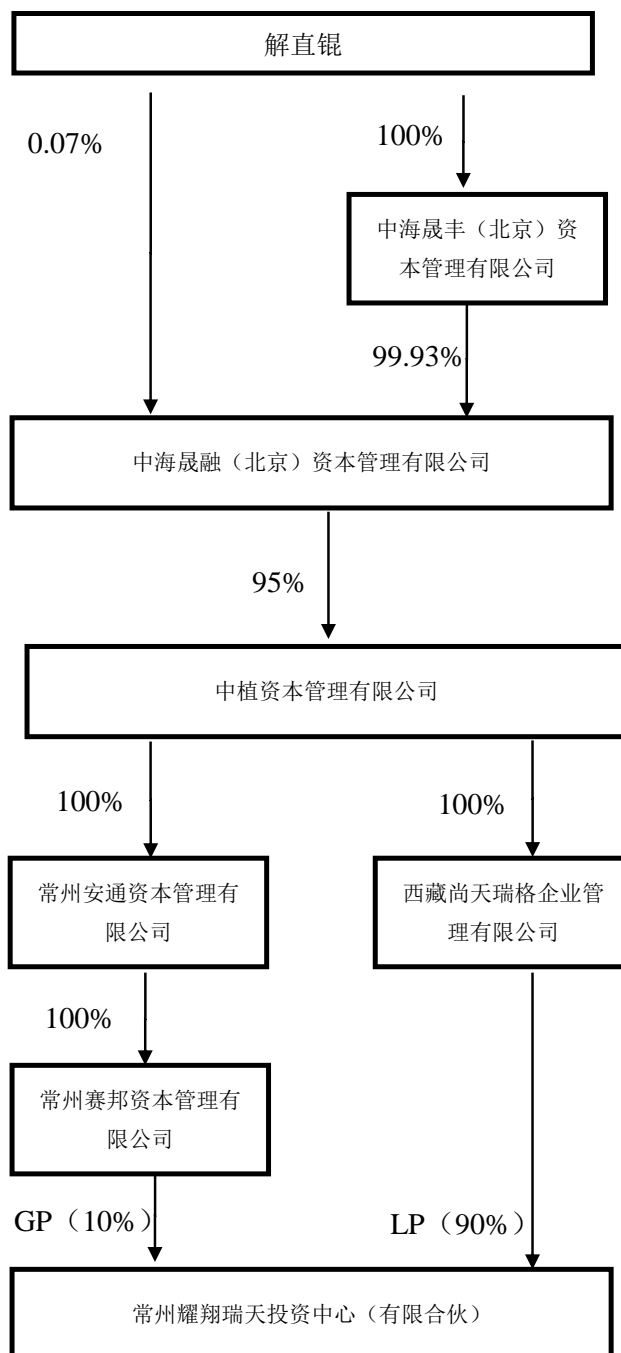 解直锟
0.07%
100%
中海晟丰（北京）资
本管理有限公司
99.93%
中海晟融（北京）资本管理有限公司
95%
中植资本管理有限公司
100%
100%
常州安通资本管理有
限公司
西藏尚天瑞格企业管
理有限公司
100%
常州赛邦资本管理有
限公司
GP（10%）
LP（90%）
常州耀翔瑞天投资中心（有限合伙）